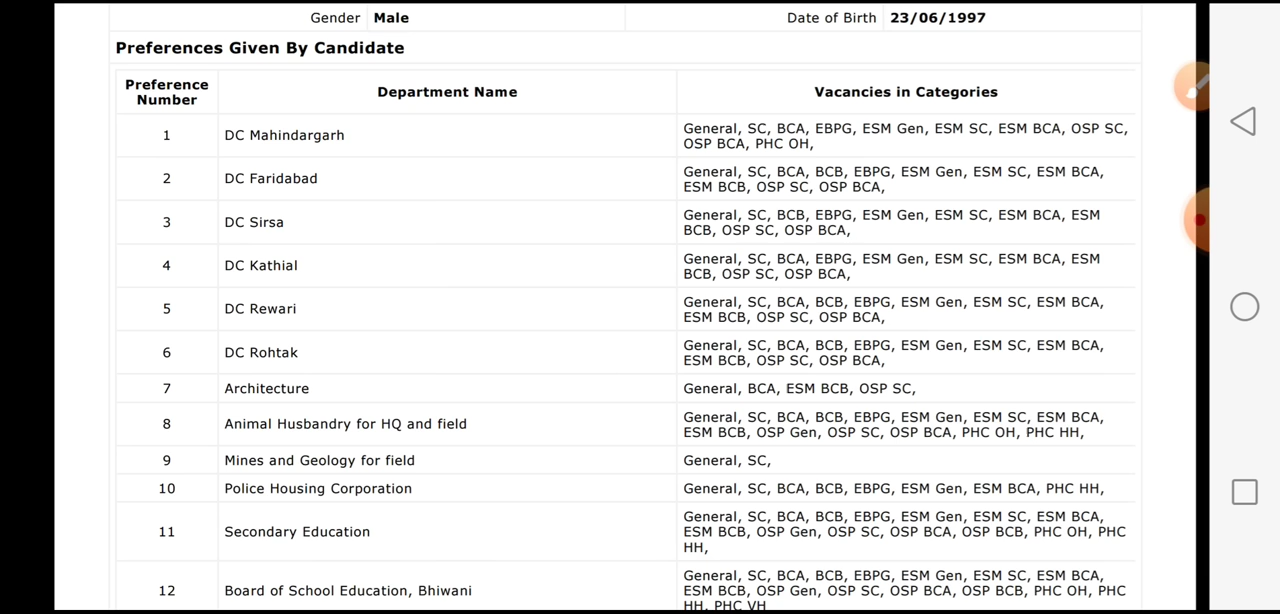 Gender Male Date of Birth 23/06/1997
Preferences Given By Candidate
Preference Number Department Name Vacancies in Categories
1 DC Mahindargarh General, SC, BCA, EBPG, ESM Gen, ESM SC, ESM BCA, OSP SC,
OSP BCA, PHC OH,
2 DC Faridabad General, SC, BCA, BCB, EBPG, ESM Gen, ESM SC, ESM BCA,
ESM BCB, OSP SC, OSP BCA,
3 DC Sirsa General, SC, BCB, EBPG, ESM Gen, ESM SC, ESM BCA, ESM
BCB, OSP SC, OSP BCA,
4 DC Kathial General, SC, BCA, EBPG, ESM Gen, ESM SC, ESM BCA, ESM
BCB, OSP SC, OSP BCA,
5 DC Rewari General, SC, BCA, BCB, EBPG, ESM Gen, ESM SC, ESM BCA,
ESM BCB, OSP SC, OSP BCA,
6 DC Rohtak General, SC, BCA, BCB, EBPG, ESM Gen, ESM SC, ESM BCA,
ESM BCB, OSP SC, OSP BCA,
7 Architecture General, BCA, ESM BCB, OSP SC,
8 Animal Husbandry for HQ and field General, SC, BCA, BCB, EBPG, ESM Gen, ESM SC, ESM BCA,
ESM BCB, OSP Gen, OSP SC, OSP BCA, PHC OH, PHC HH,
9 Mines and Geology for field General, SC,
10 Police Housing Corporation General, SC, BCA, BCB, EBPG, ESM Gen, ESM BCA, PHC HH,
11 Secondary Education General, SC, BCA, BCB, EBPG, ESM Gen, ESM SC, ESM BCA,
ESM BCB, OSP Gen, OSP SC, OSP BCA, OSP BCB, PHC OH, PHC
HH,
12 Board of School Education, Bhiwani General, SC, BCA, BCB, EBPG, ESM Gen, ESM SC, ESM BCA,
ESM BCB, OSP Gen, OSP SC, OSP BCA, OSP BCB, PHC OH, PHC
HH, PHC VH